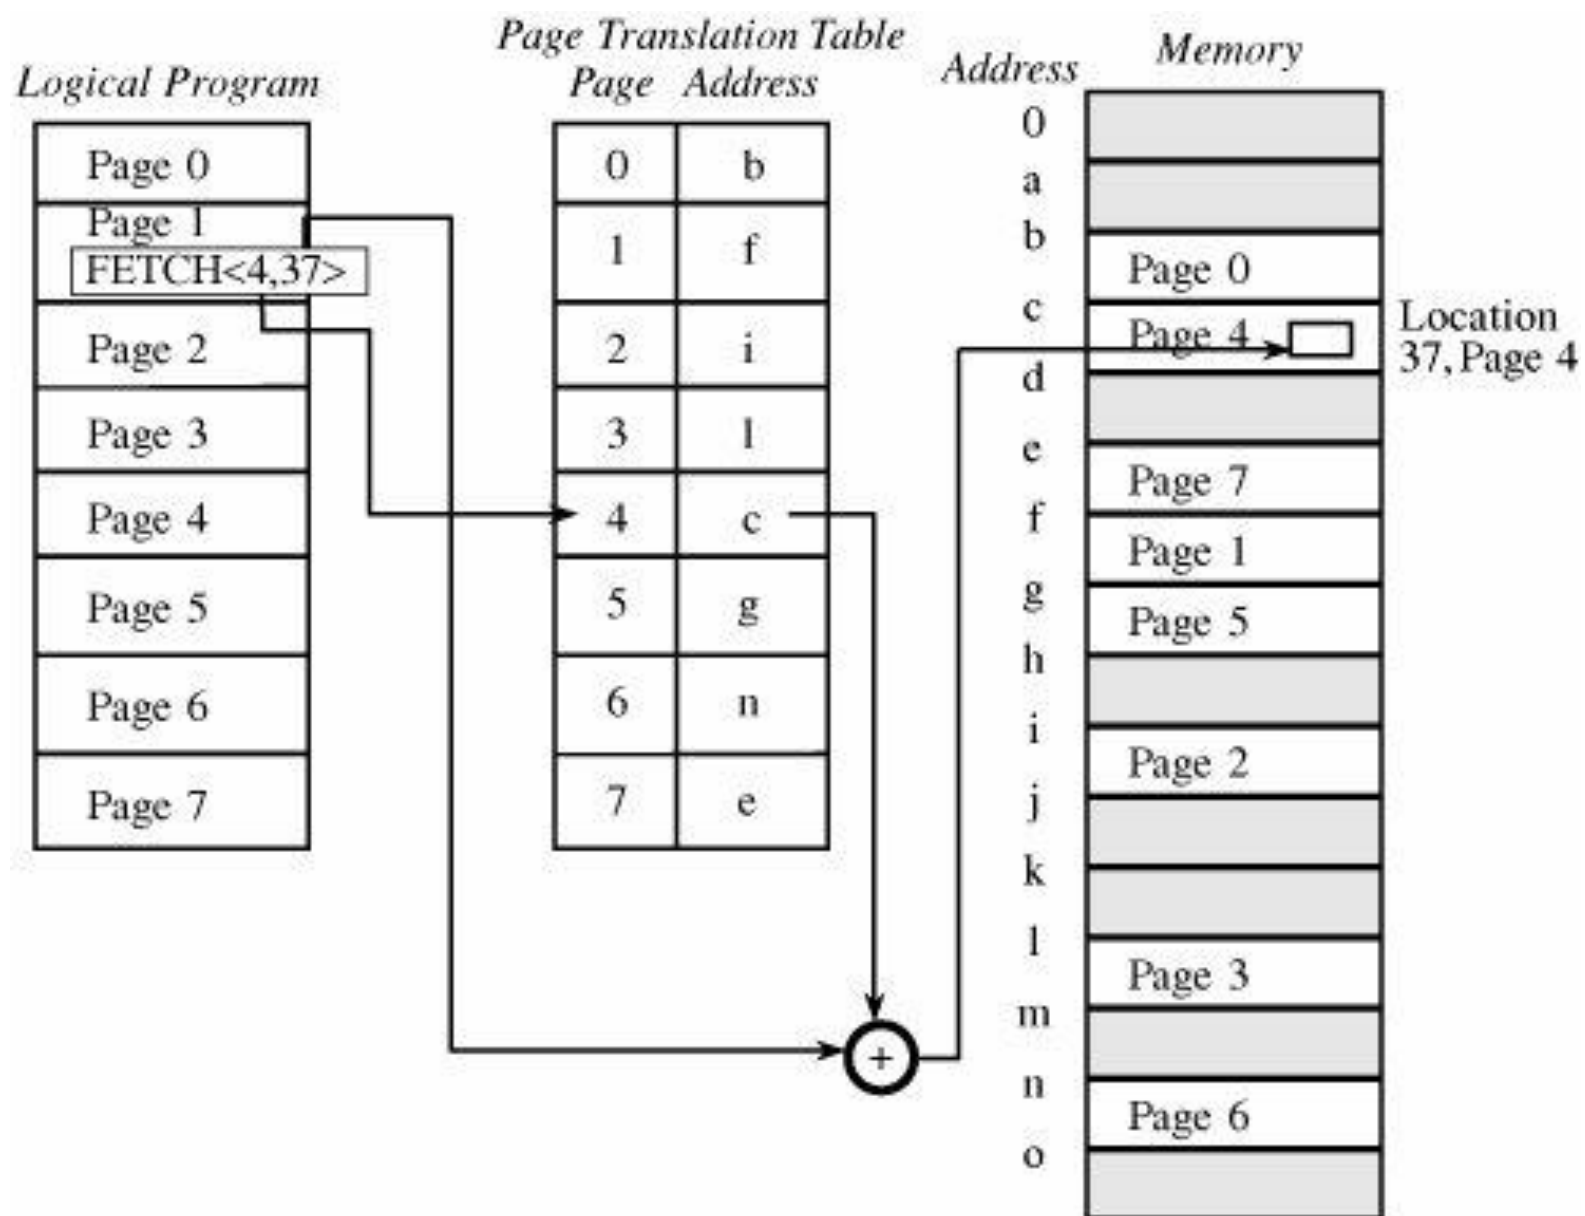 Logical Program
Page 0
Page 1
FETCH<4,37>
Page 2
Page 3
Page 4
Page 5
Page 6
Page 7
Page Translation Table
Page Address
0 b
1 f
2 i
3 l
4 c
5 g
6 n
7 e
+
Address
0
a
b
c
d
e
f
g
h
i
j
k
l
m
n
o
Memory
Page 0
Page 4
Page 7
Page 1
Page 5
Page 2
Page 3
Page 6
Location
37, Page 4